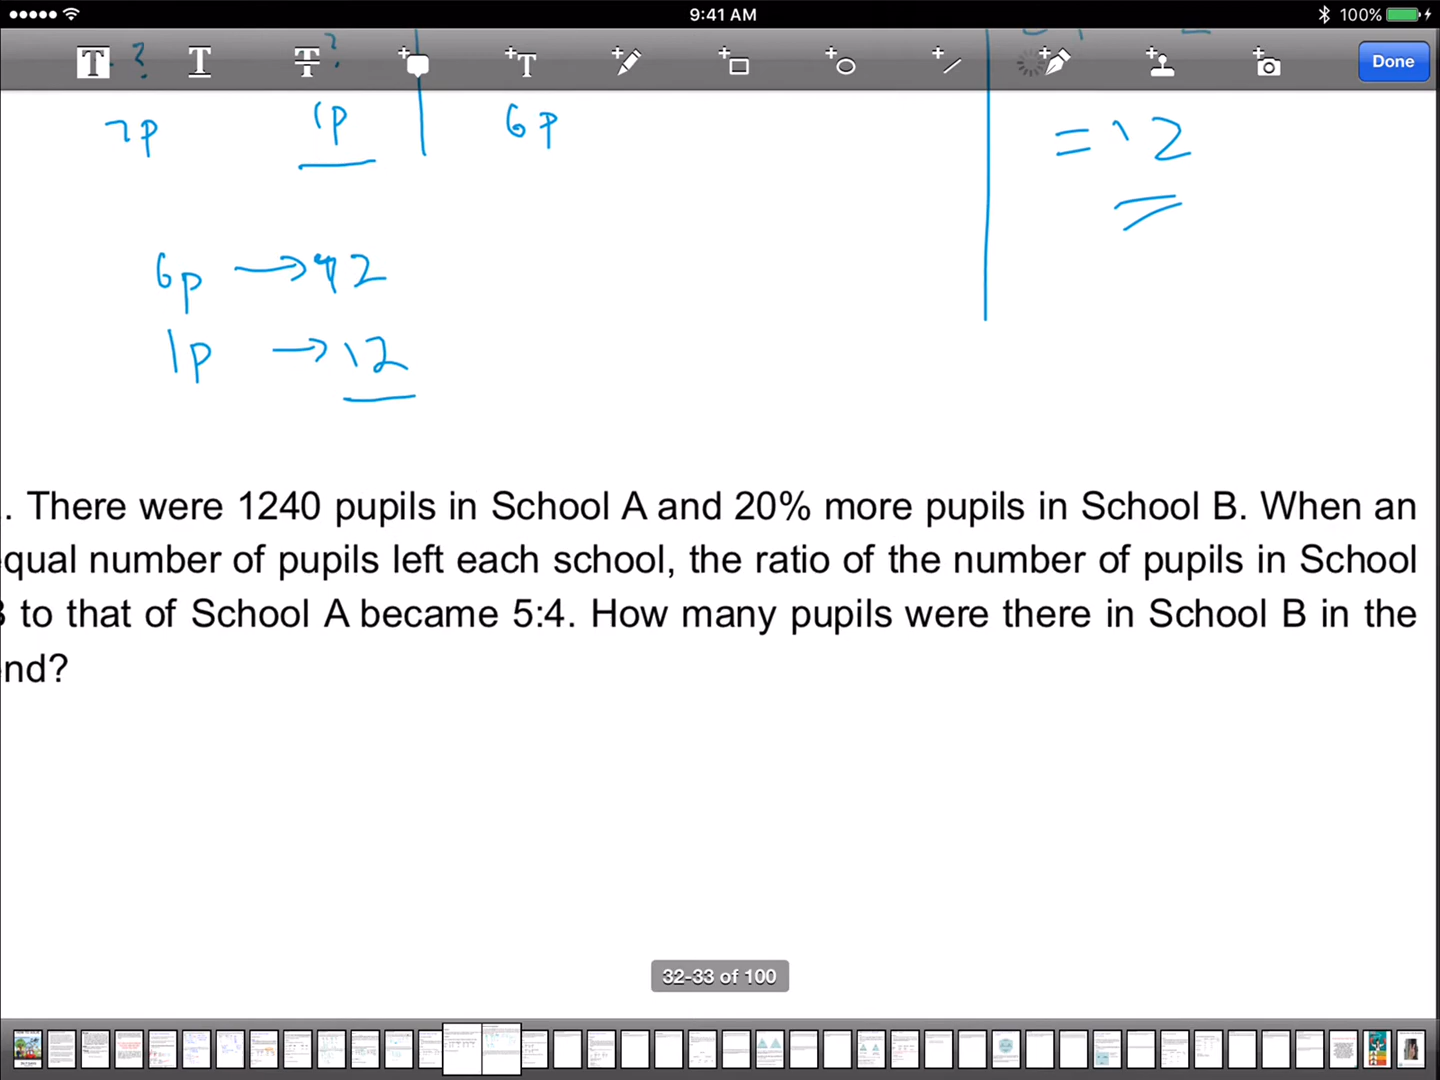 9:41 AM
100%
? ?
T T T T
Done
7p 1p 6p
= 12
6p → 72
1p → 12
. There were 1240 pupils in School A and 20% more pupils in School B. When an
qual number of pupils left each school, the ratio of the number of pupils in School
B to that of School A became 5:4. How many pupils were there in School B in the
nd?
32-33 of 100